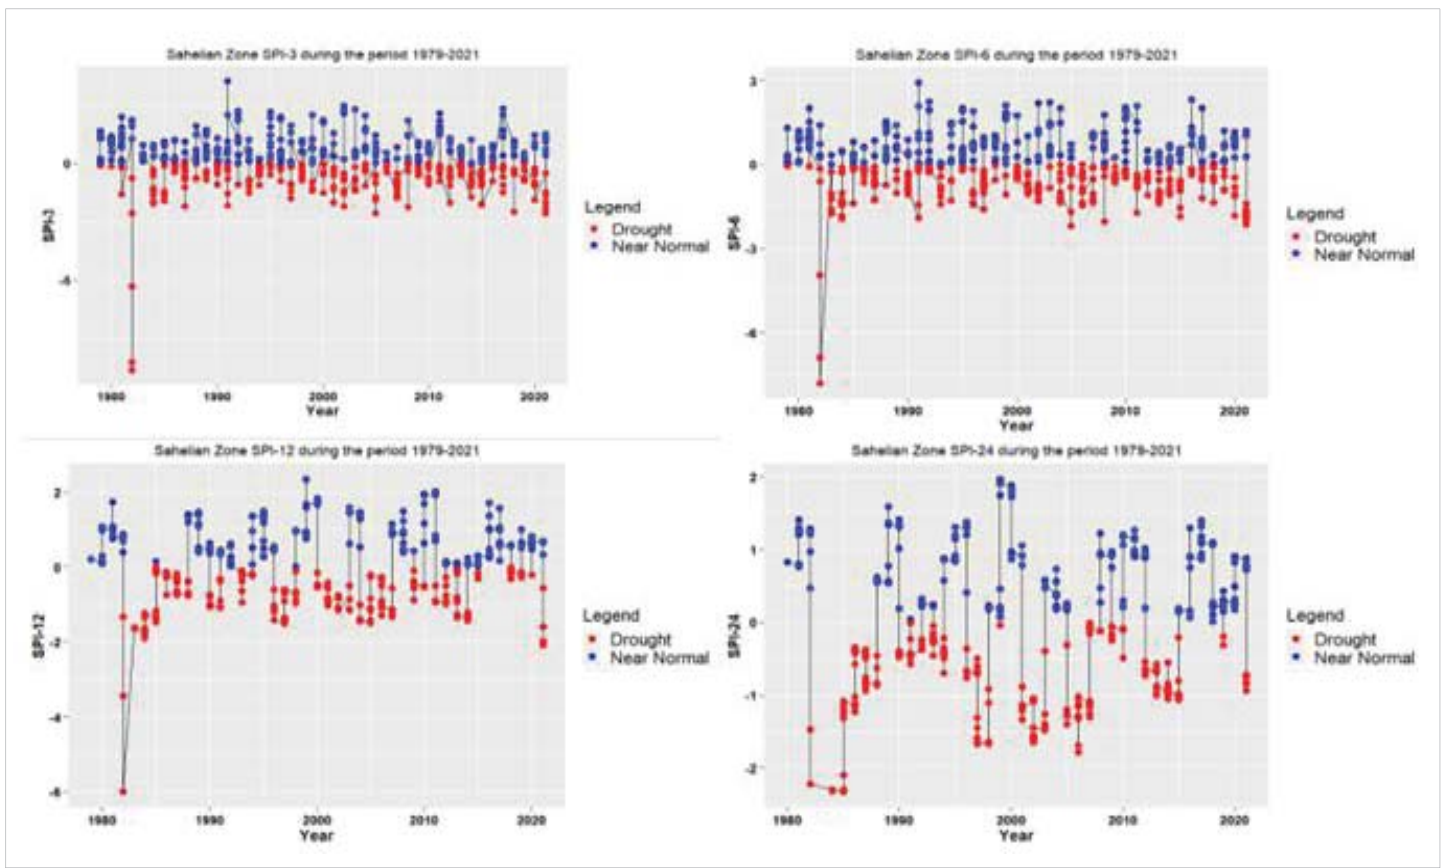 Sahelian Zone SPI-3 during the period 1979-2021
SPI-3
0
-5
1980 1990 2000 2010 2020
Year
Legend
Drought
Near Normal
Sahelian Zone SPI-6 during the period 1979-2021
SPI-6
3
0
-3
-6
1980 1990 2000 2010 2020
Year
Legend
Drought
Near Normal
Sahelian Zone SPI-12 during the period 1979-2021
SPI-12
2
0
-2
-4
-6
1980 1990 2000 2010 2020
Year
Legend
Drought
Near Normal
Sahelian Zone SPI-24 during the period 1979-2021
SPI-24
2
1
0
-1
-2
1980 1990 2000 2010 2020
Year
Legend
Drought
Near Normal